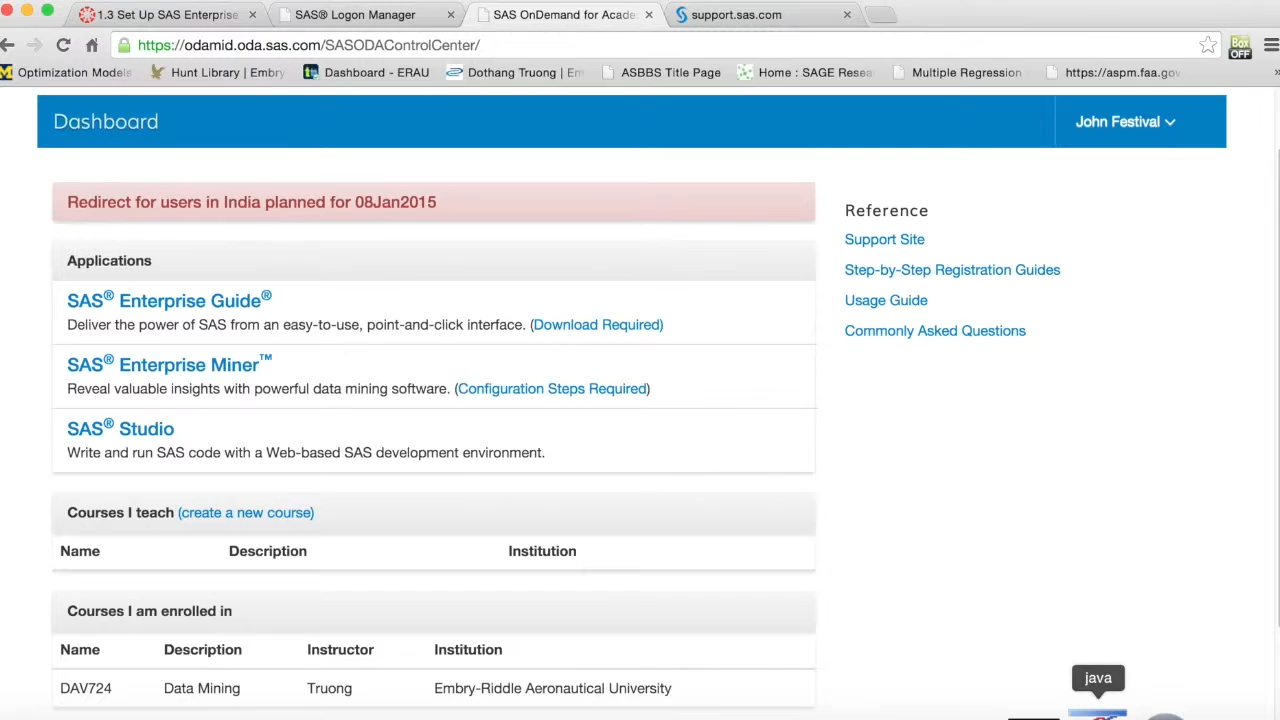 1.3 Set Up SAS Enterprise
SAS® Logon Manager
SAS OnDemand for Acade
support.sas.com
https://odamid.oda.sas.com/SASODAControlCenter/
Box
OFF
Optimization Models
Hunt Library | Embry
Dashboard - ERAU
Dothang Truong | Em
ASBBS Title Page
Home : SAGE Resea
Multiple Regression
https://aspm.faa.gov
Dashboard
John Festival
Redirect for users in India planned for 08Jan2015
Applications
SAS® Enterprise Guide®
Deliver the power of SAS from an easy-to-use, point-and-click interface. (Download Required)
SAS® Enterprise Miner™
Reveal valuable insights with powerful data mining software. (Configuration Steps Required)
SAS® Studio
Write and run SAS code with a Web-based SAS development environment.
Courses I teach (create a new course)
Name Description Institution
Courses I am enrolled in
Name Description Instructor Institution
DAV724 Data Mining Truong Embry-Riddle Aeronautical University
Reference
Support Site
Step-by-Step Registration Guides
Usage Guide
Commonly Asked Questions
java